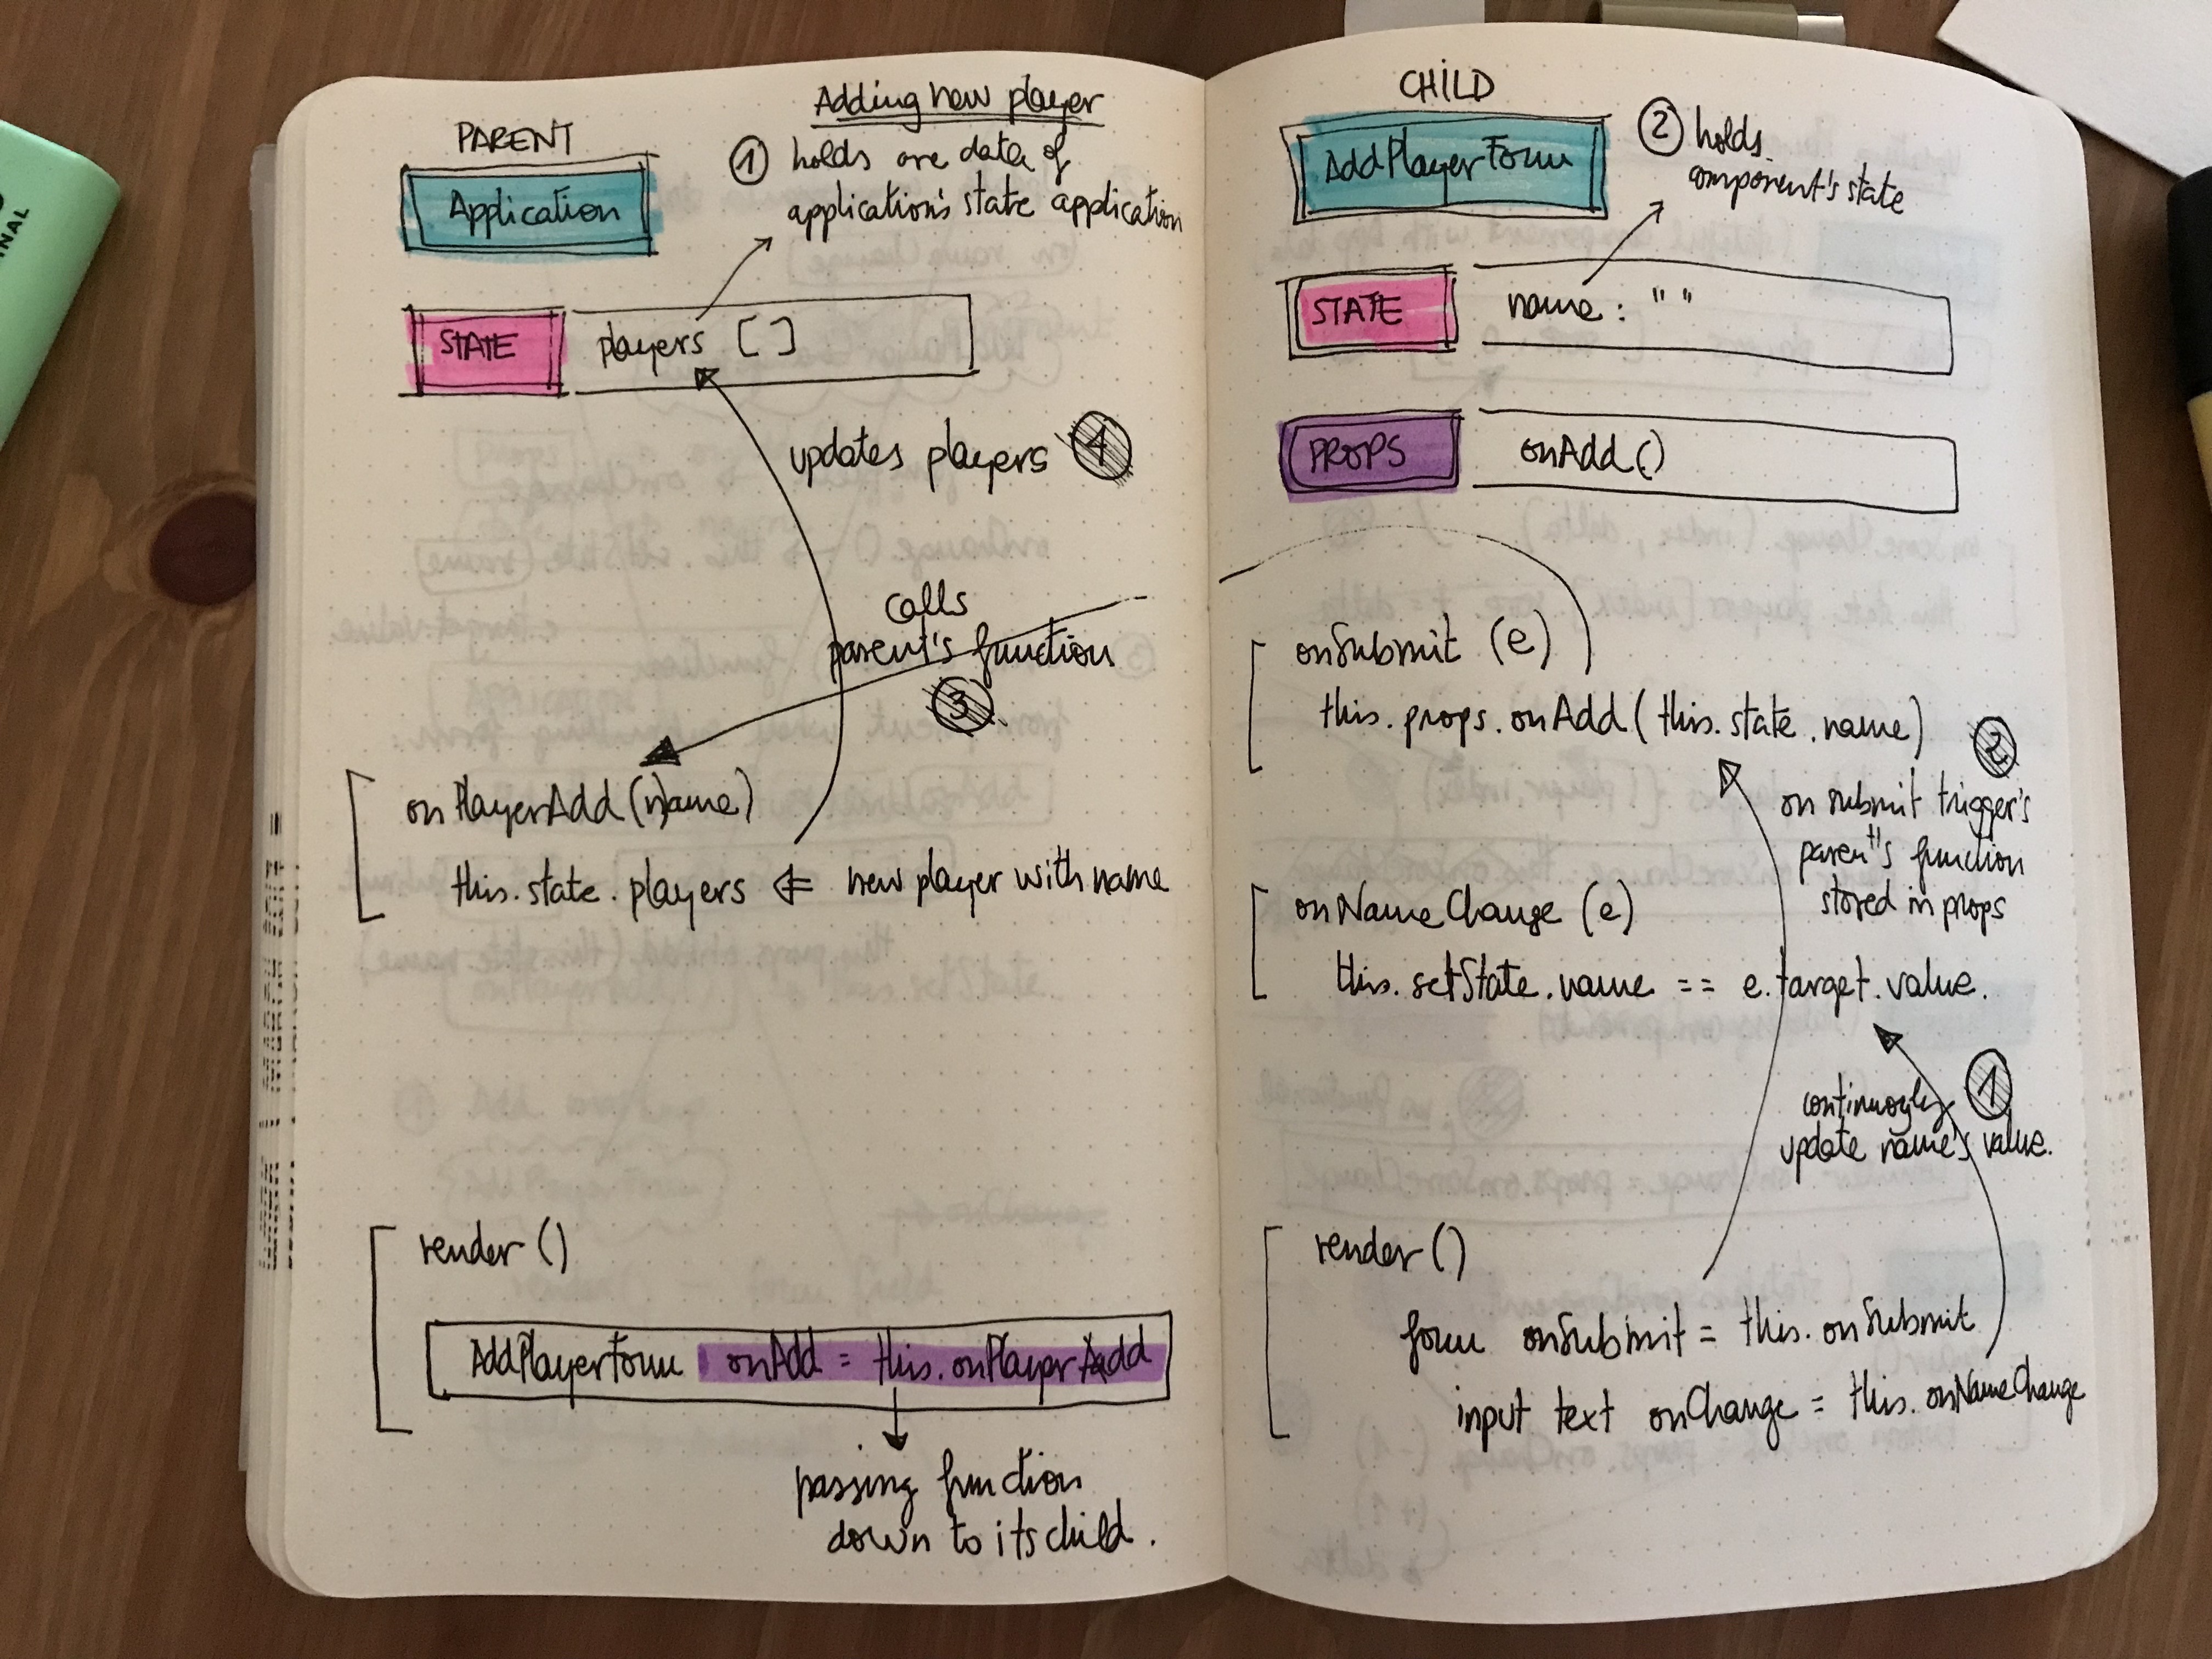 Adding new player
PARENT
Application
① holds are data of
application's state application
STATE players [ ]
updates players ④
calls
parent's function
③
onPlayerAdd(name)
this.state.players ⇐ new player with name
render ()
AddPlayerForm onAdd = this.onPlayerAdd
passing function
down to its child.
CHILD
AddPlayerForm
② holds
component's state
STATE name: " "
PROPS onAdd()
onSubmit (e)
this.props.onAdd(this.state.name)
②
on submit trigger's
parent's function
stored in props
onNameChange (e)
this.setState.name == e.target.value.
①
continuogly
update name's value.
render ()
form onSubmit = this.onSubmit
input text onChange = this.onNameChange
INAL